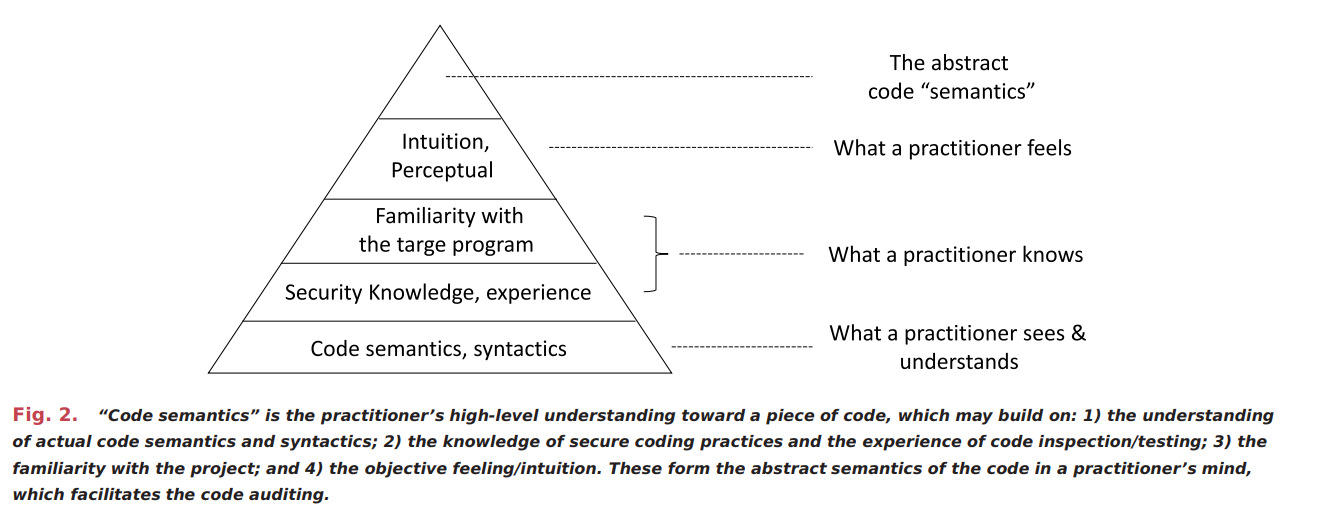 The abstract
code “semantics”
Intuition,
Perceptual
What a practitioner feels
Familiarity with
the targe program
What a practitioner knows
Security Knowledge, experience
Code semantics, syntactics
What a practitioner sees &
understands
Fig. 2. “Code semantics” is the practitioner’s high-level understanding toward a piece of code, which may build on: 1) the understanding
of actual code semantics and syntactics; 2) the knowledge of secure coding practices and the experience of code inspection/testing; 3) the
familiarity with the project; and 4) the objective feeling/intuition. These form the abstract semantics of the code in a practitioner’s mind,
which facilitates the code auditing.